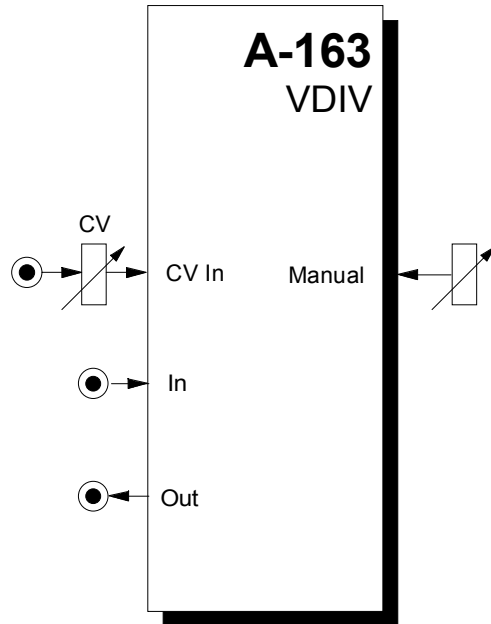 A-163
VDIV
CV
CV In
Manual
In
Out